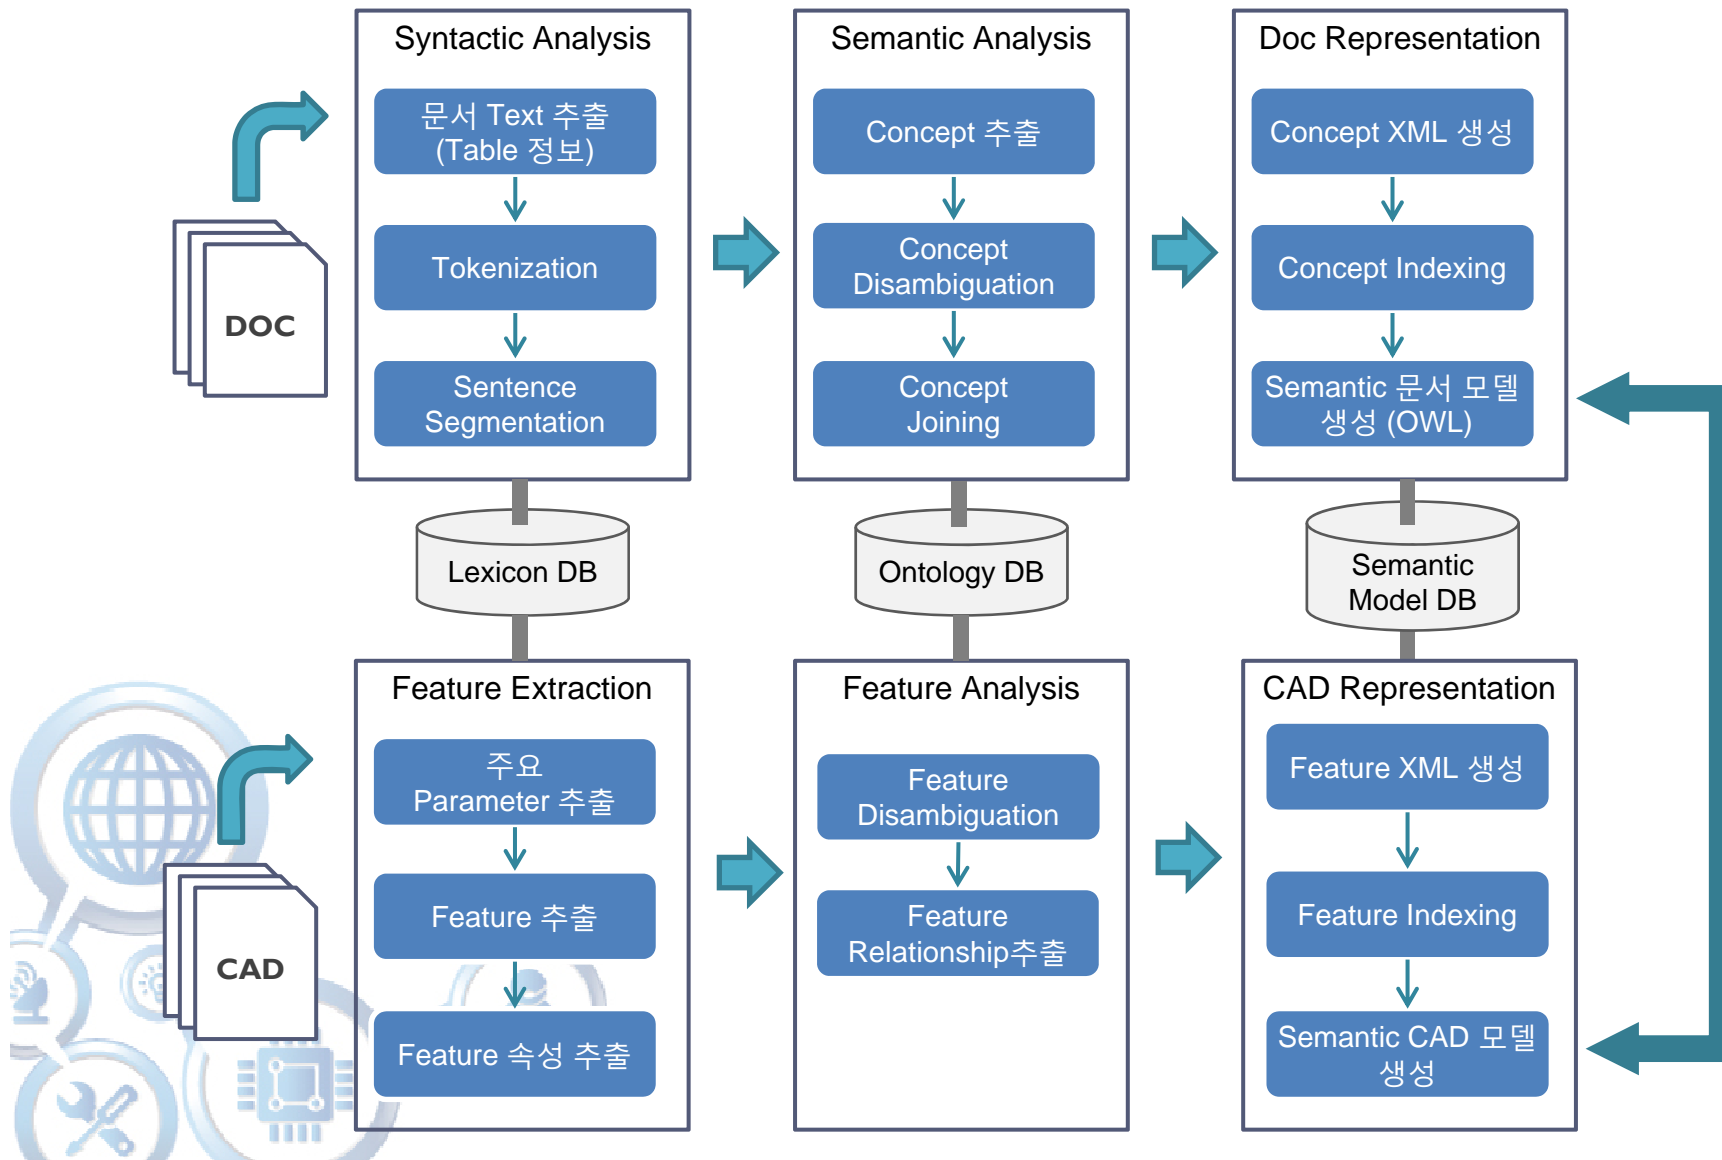 Syntactic Analysis
문서 Text 추출
(Table 정보)
Tokenization
Sentence
Segmentation
Semantic Analysis
Concept 추출
Concept
Disambiguation
Concept
Joining
Doc Representation
Concept XML 생성
Concept Indexing
Semantic 문서 모델
생성 (OWL)
DOC
Lexicon DB
Ontology DB
Semantic
Model DB
Feature Extraction
주요
Parameter 추출
Feature 추출
Feature 속성 추출
Feature Analysis
Feature
Disambiguation
Feature
Relationship추출
CAD Representation
Feature XML 생성
Feature Indexing
Semantic CAD 모델
생성
CAD